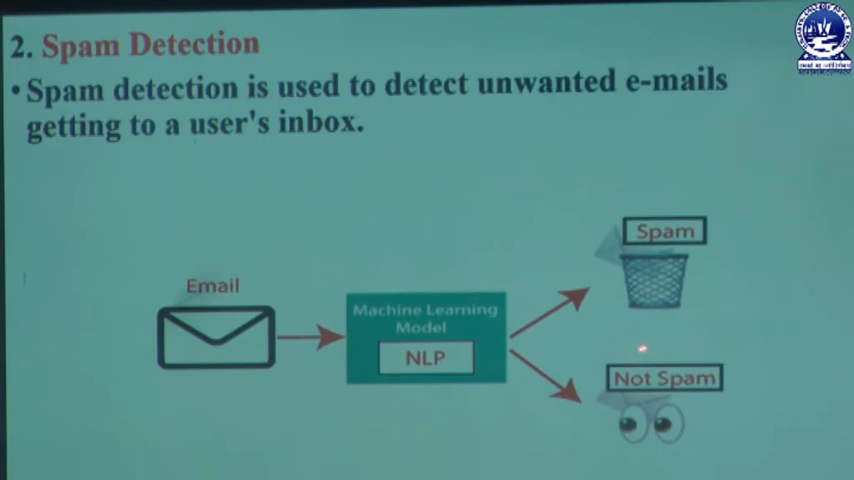 2. Spam Detection
• Spam detection is used to detect unwanted e-mails
getting to a user's inbox.
Email
Machine Learning
Model
NLP
Spam
Not Spam